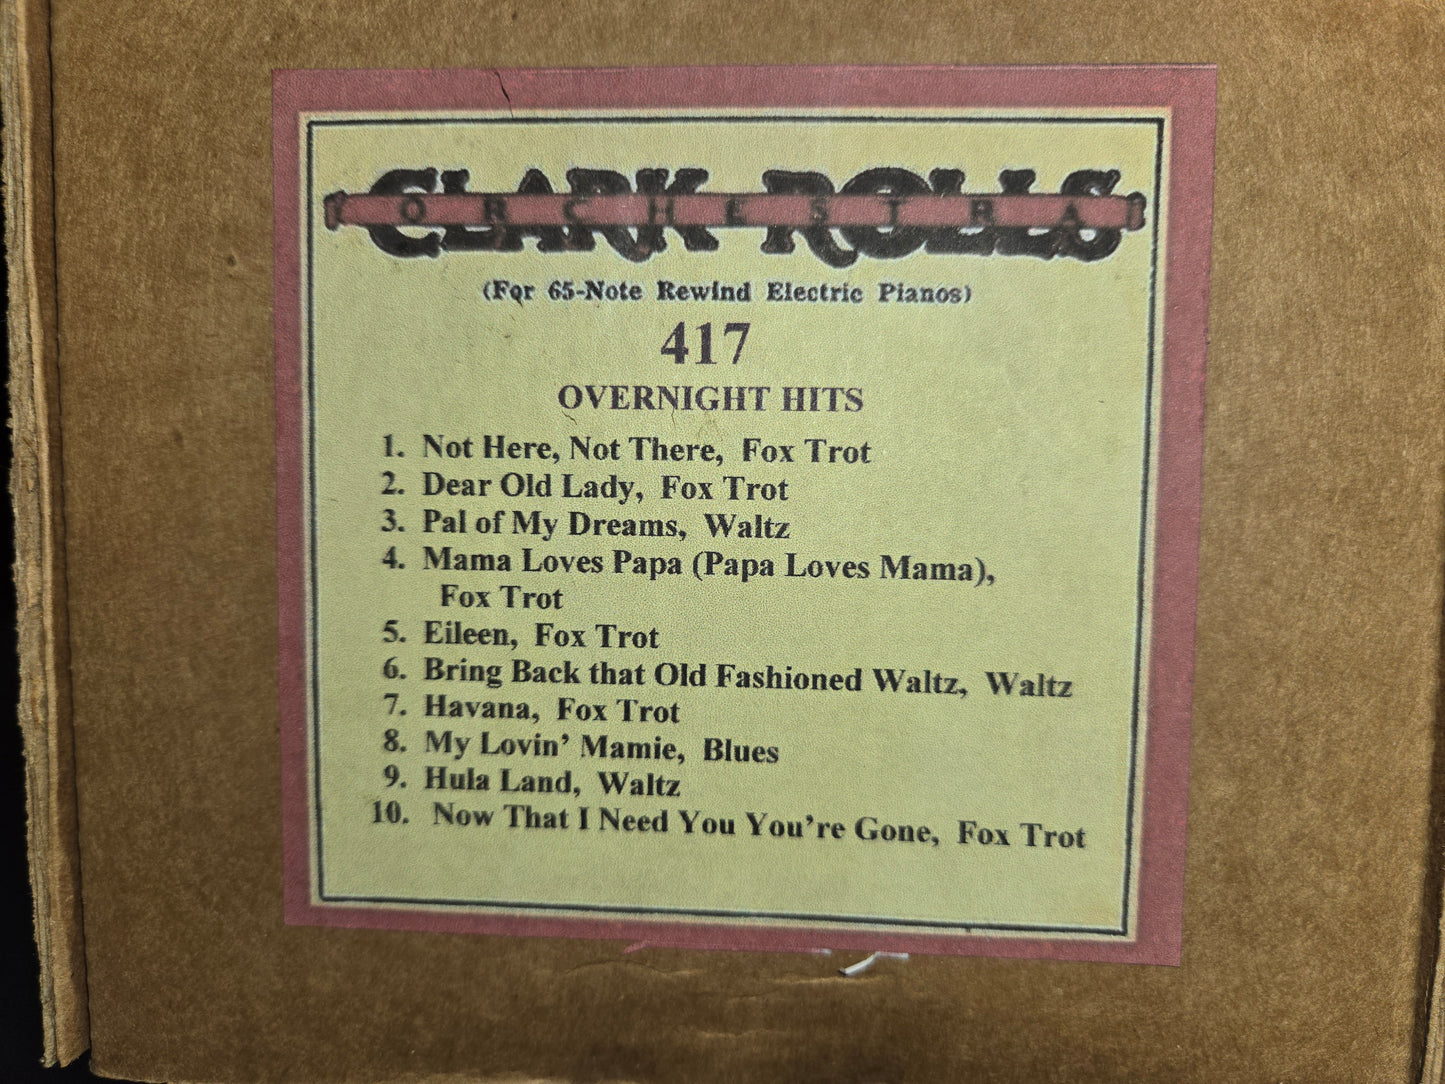 CLARK ROLLS
ORCHESTRA
(For 65-Note Rewind Electric Pianos)
417
OVERNIGHT HITS
1. Not Here, Not There, Fox Trot
2. Dear Old Lady, Fox Trot
3. Pal of My Dreams, Waltz
4. Mama Loves Papa (Papa Loves Mama),
Fox Trot
5. Eileen, Fox Trot
6. Bring Back that Old Fashioned Waltz, Waltz
7. Havana, Fox Trot
8. My Lovin’ Mamie, Blues
9. Hula Land, Waltz
10. Now That I Need You You’re Gone, Fox Trot